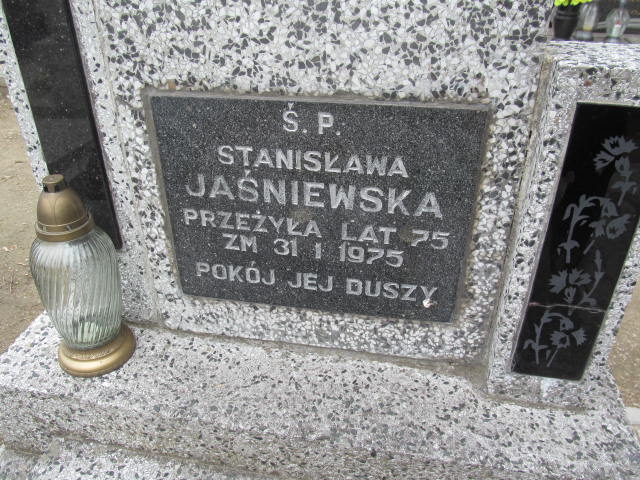 Ś.P.
STANISŁAWA
JAŚNIEWSKA
PRZEŻYŁA LAT 75
ZM 31 I 1975
POKÓJ JEJ DUSZY